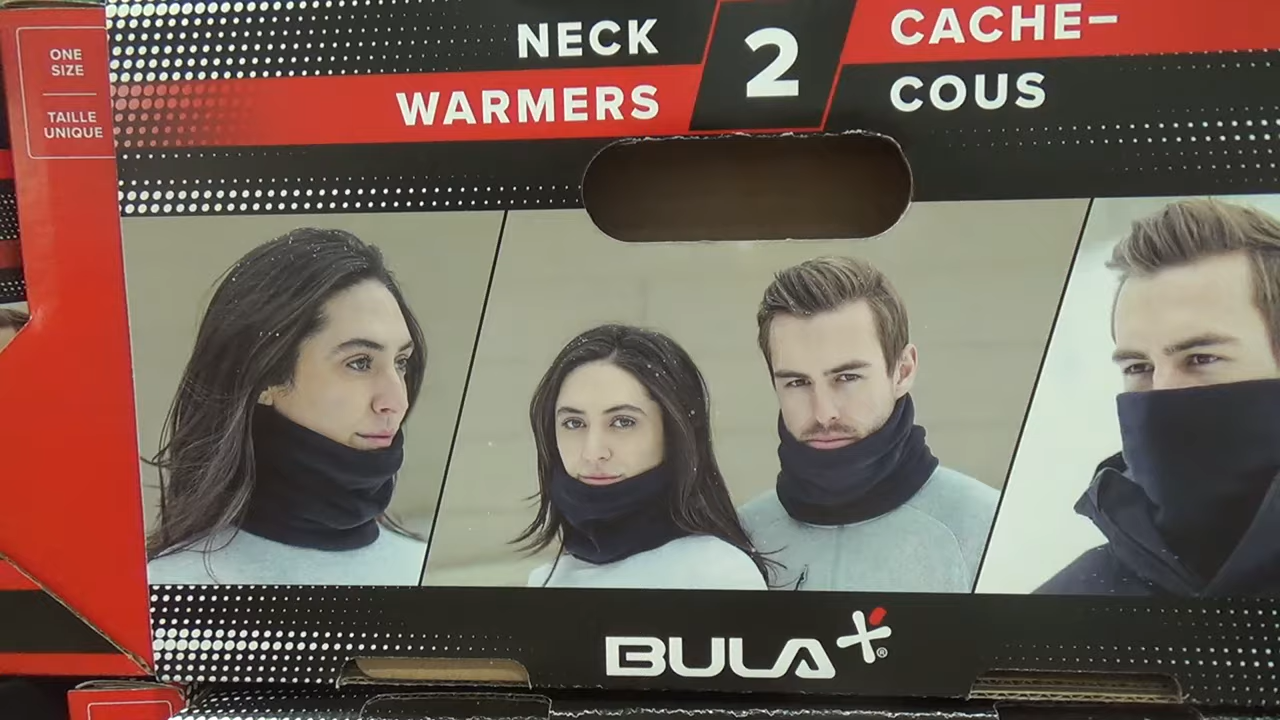 ONE
SIZE
TAILLE
UNIQUE
NECK
WARMERS
2
CACHE–
COUS
BULA®